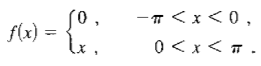 f(x) = { 0 ,   −π < x < 0 ,
x ,   0 < x < π .